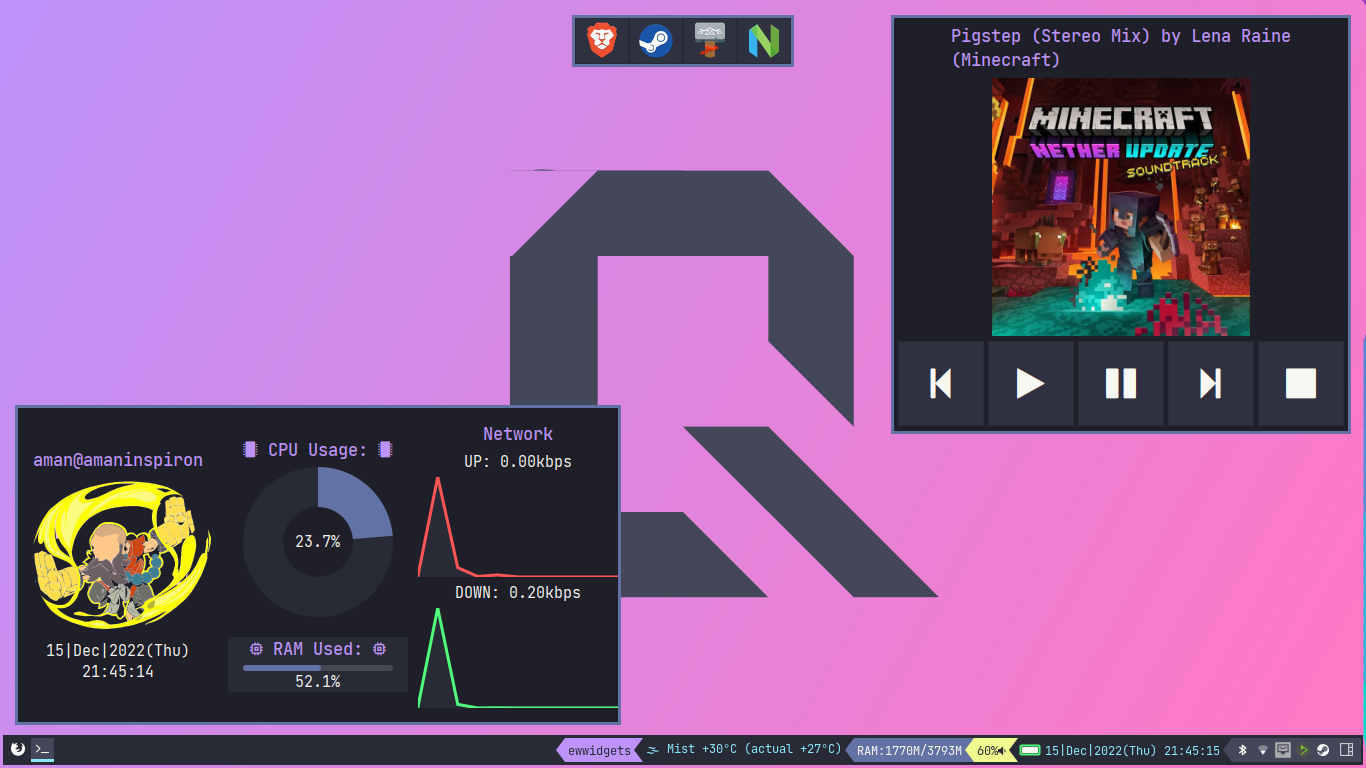 Pigstep (Stereo Mix) by Lena Raine
(Minecraft)
MINECRAFT
NETHER UPDATE
SOUNDTRACK
aman@amaninspiron
15|Dec|2022(Thu)
21:45:14
CPU Usage:
23.7%
RAM Used:
52.1%
Network
UP: 0.00kbps
DOWN: 0.20kbps
>_ ewwidgets Mist +30°C (actual +27°C) RAM:1770M/3793M 60% 15|Dec|2022(Thu) 21:45:15